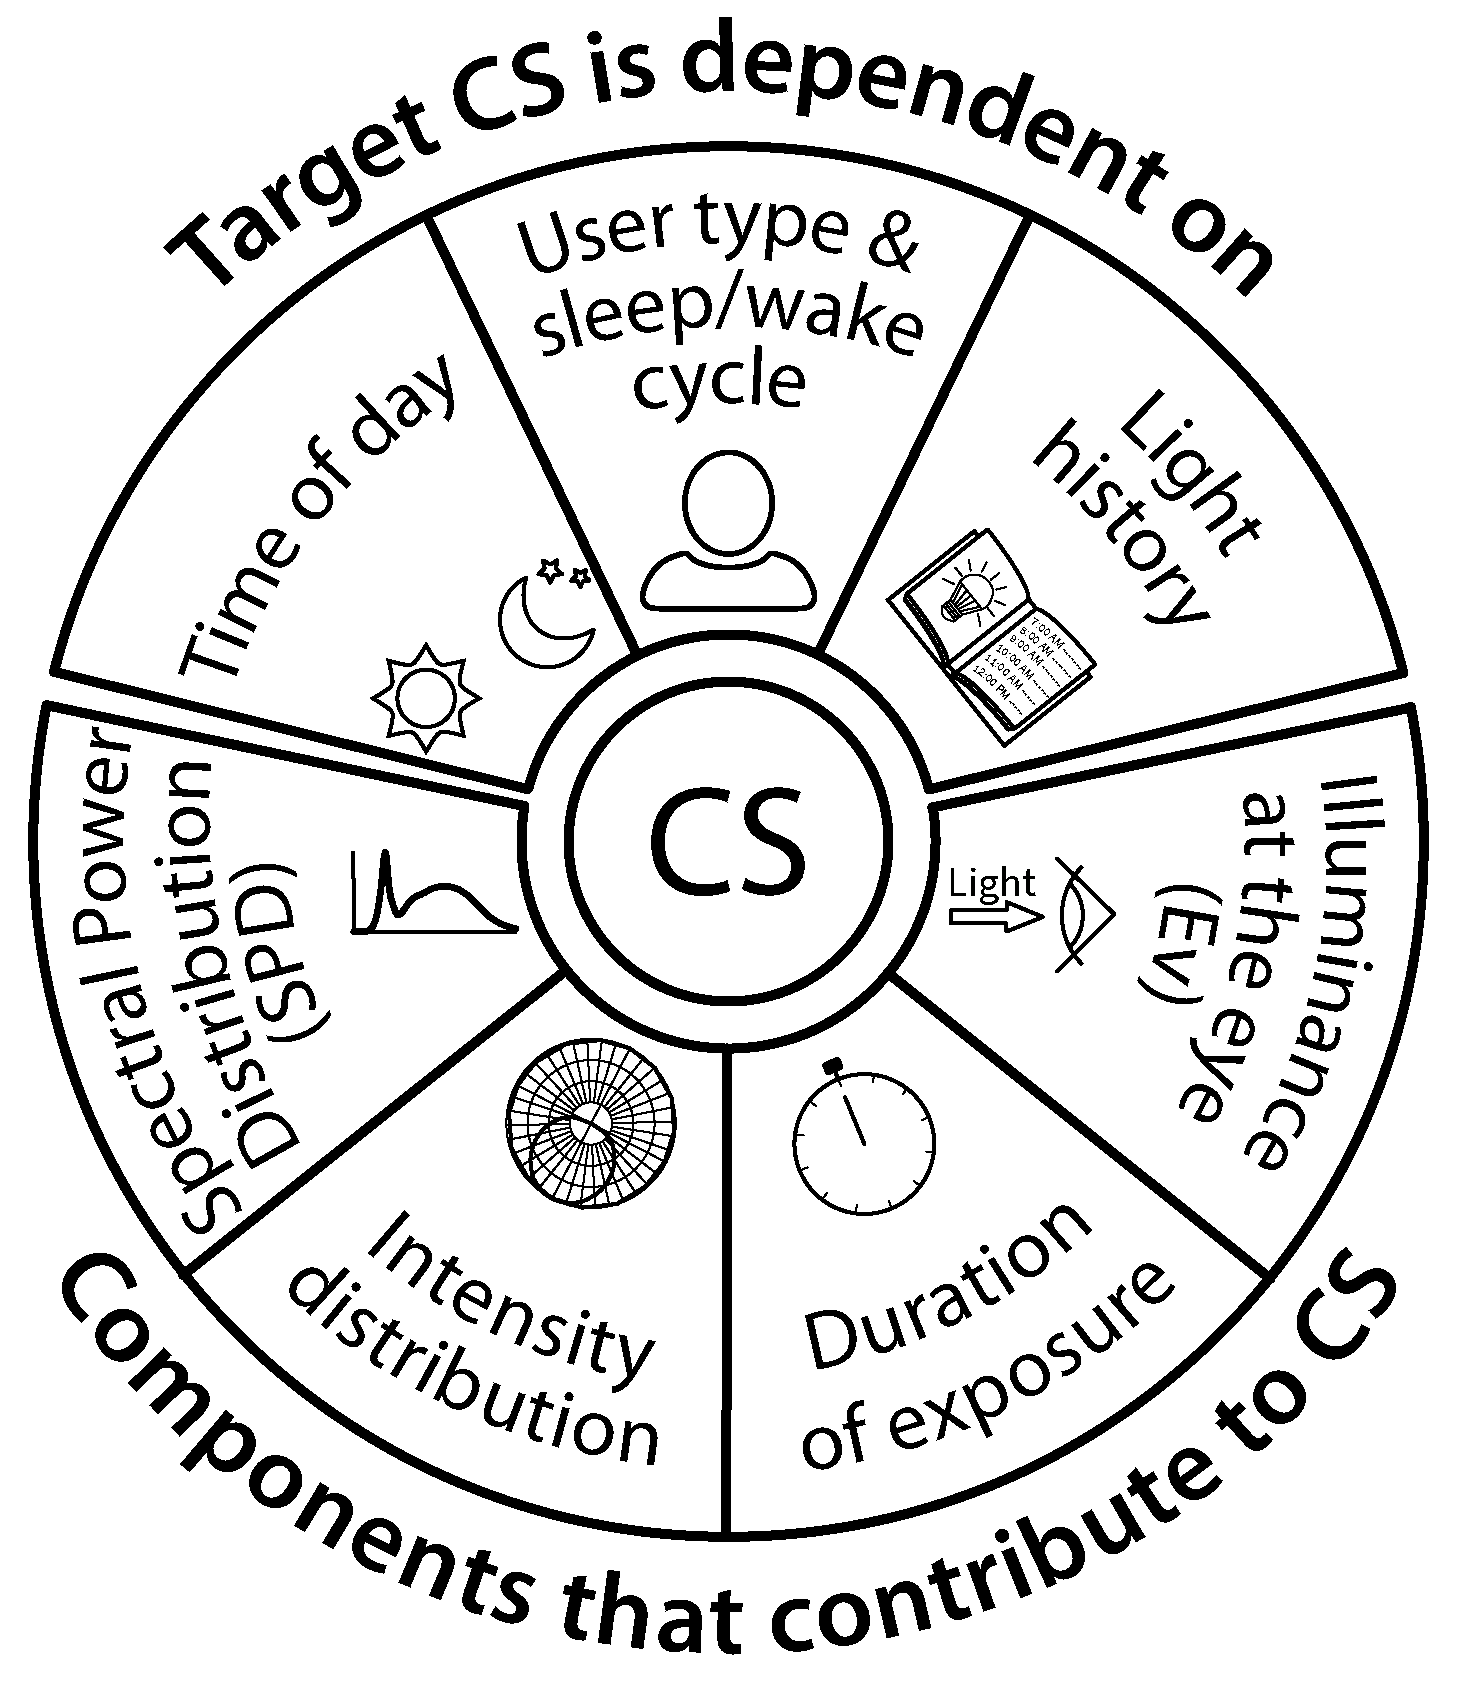 Target CS is dependent on
Time of day
User type &
sleep/wake
cycle
Light
history
7:00 AM
8:00 AM
9:00 AM
10:00 AM
11:00 AM
12:00 PM
CS
Spectral Power
Distribution
(SPD)
Light
Illuminance
at the eye
(Ev)
Intensity
distribution
Duration
of exposure
Components that contribute to CS